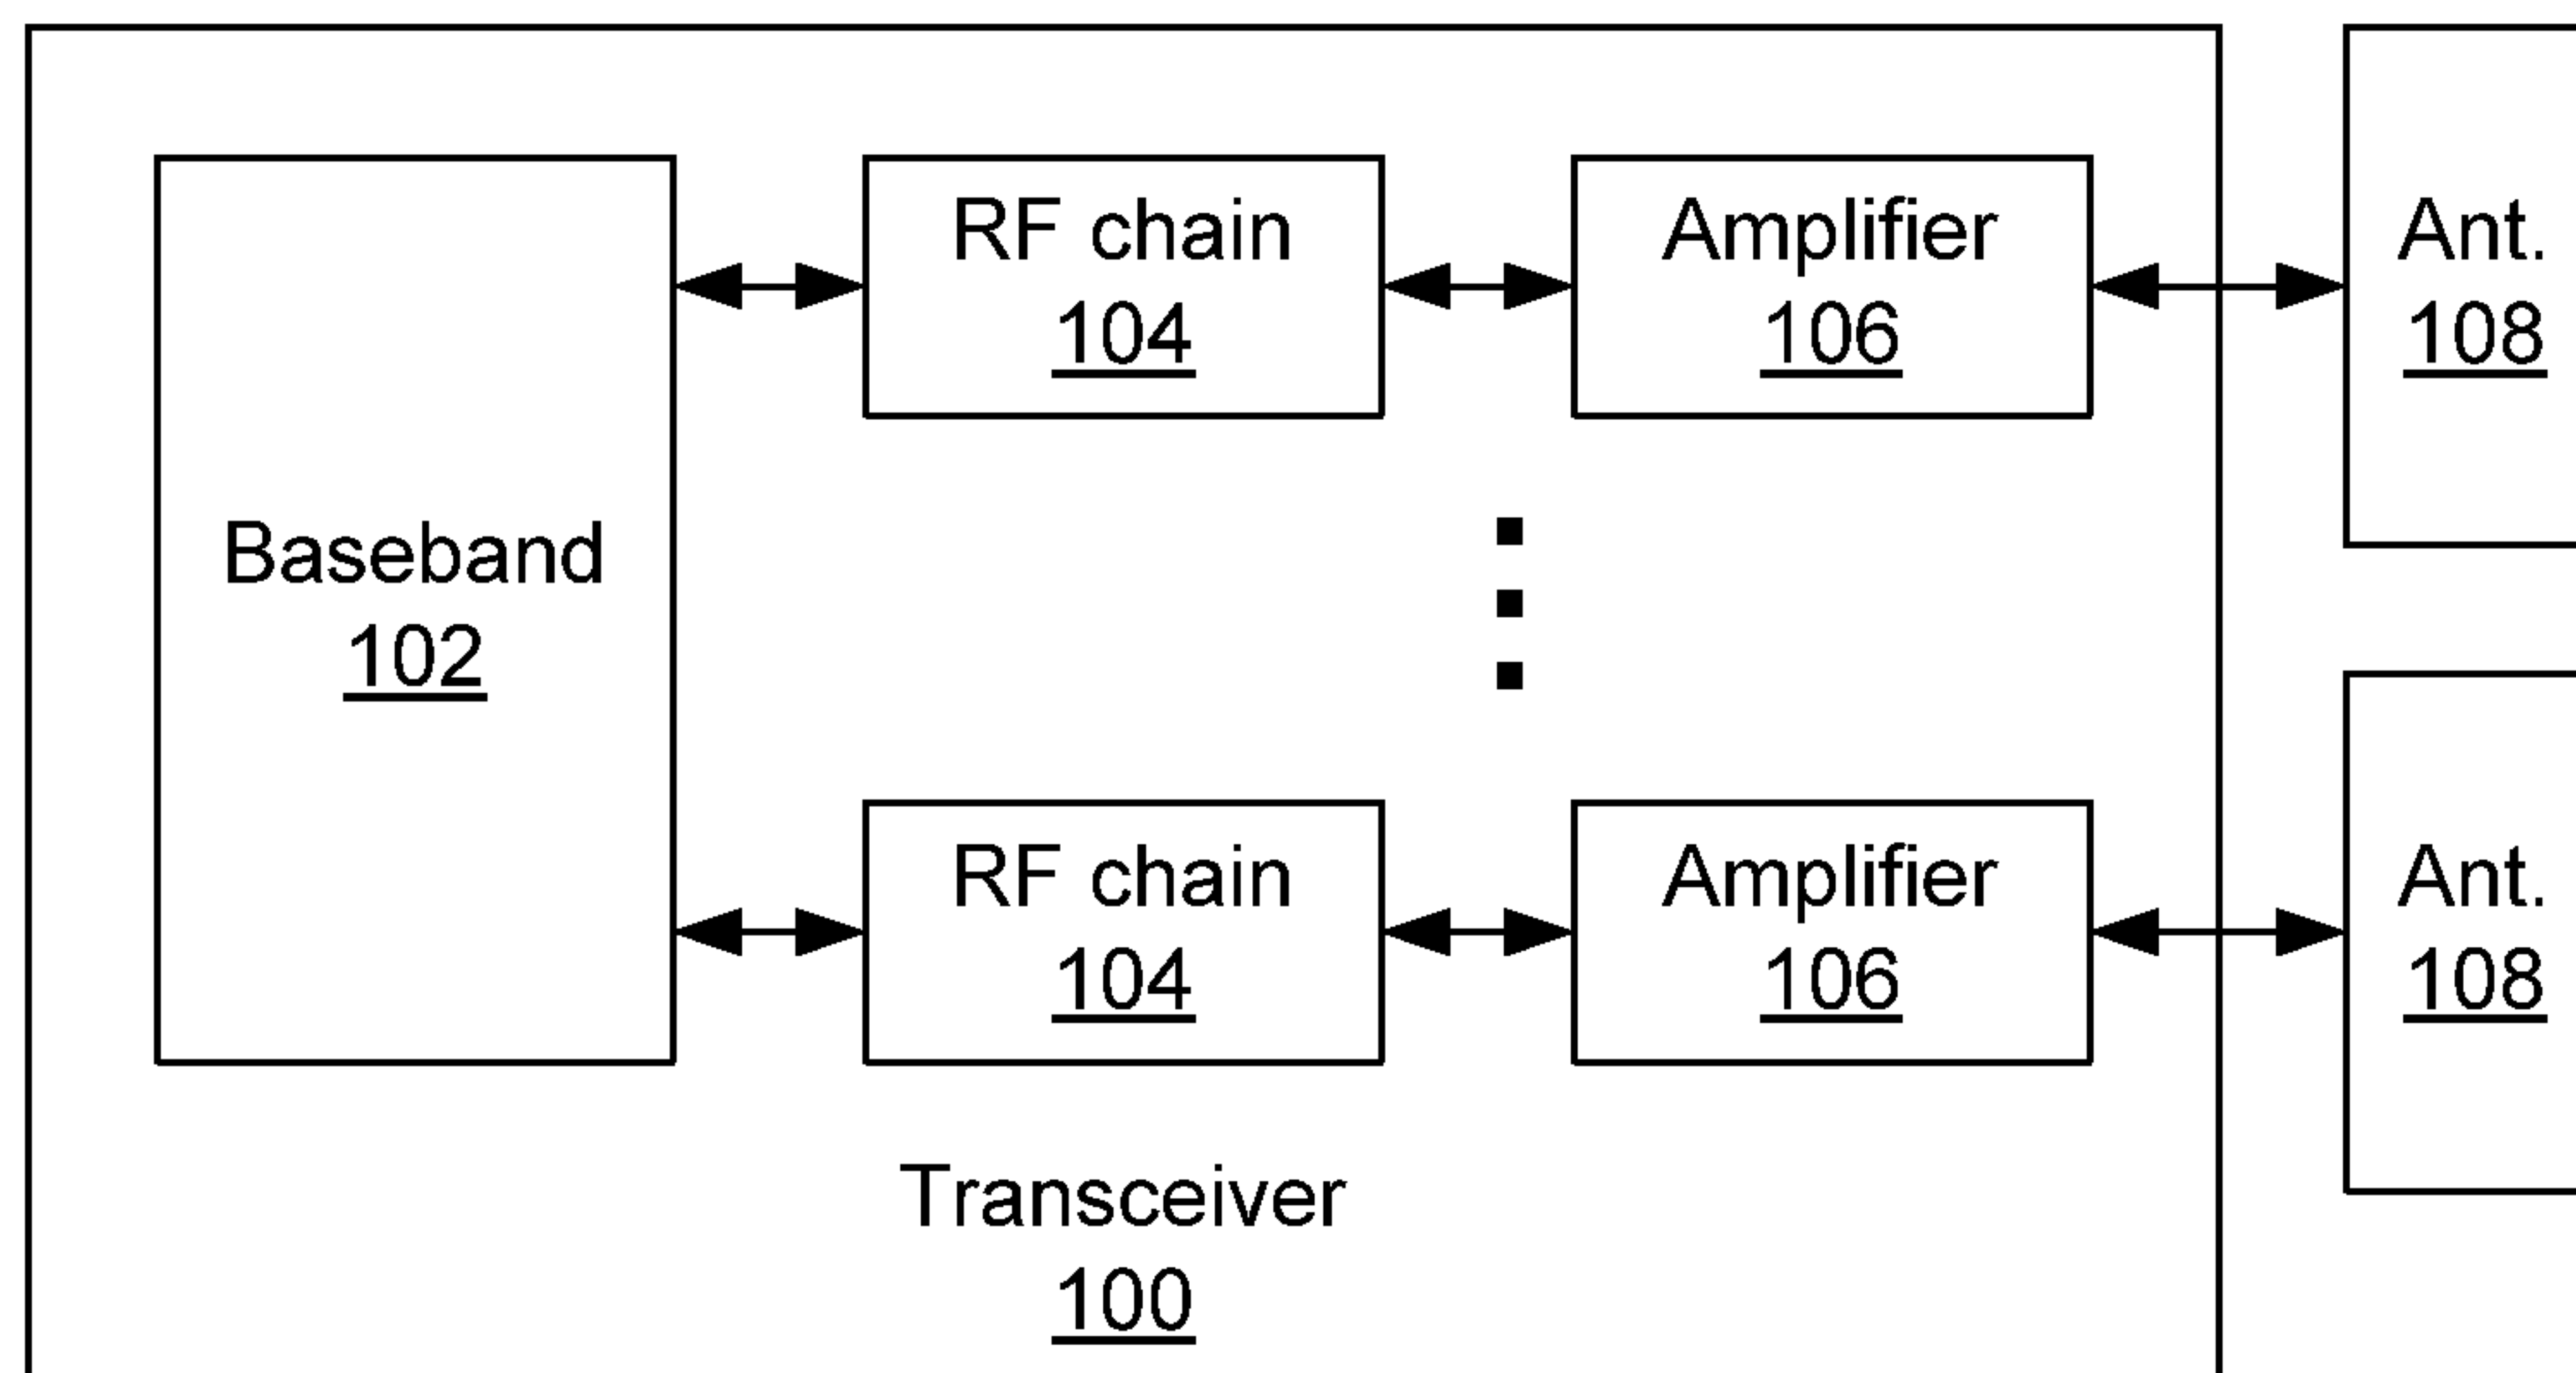 RF chain
104
Amplifier
106
Ant.
108
Baseband
102
RF chain
104
Amplifier
106
Ant.
108
Transceiver
100